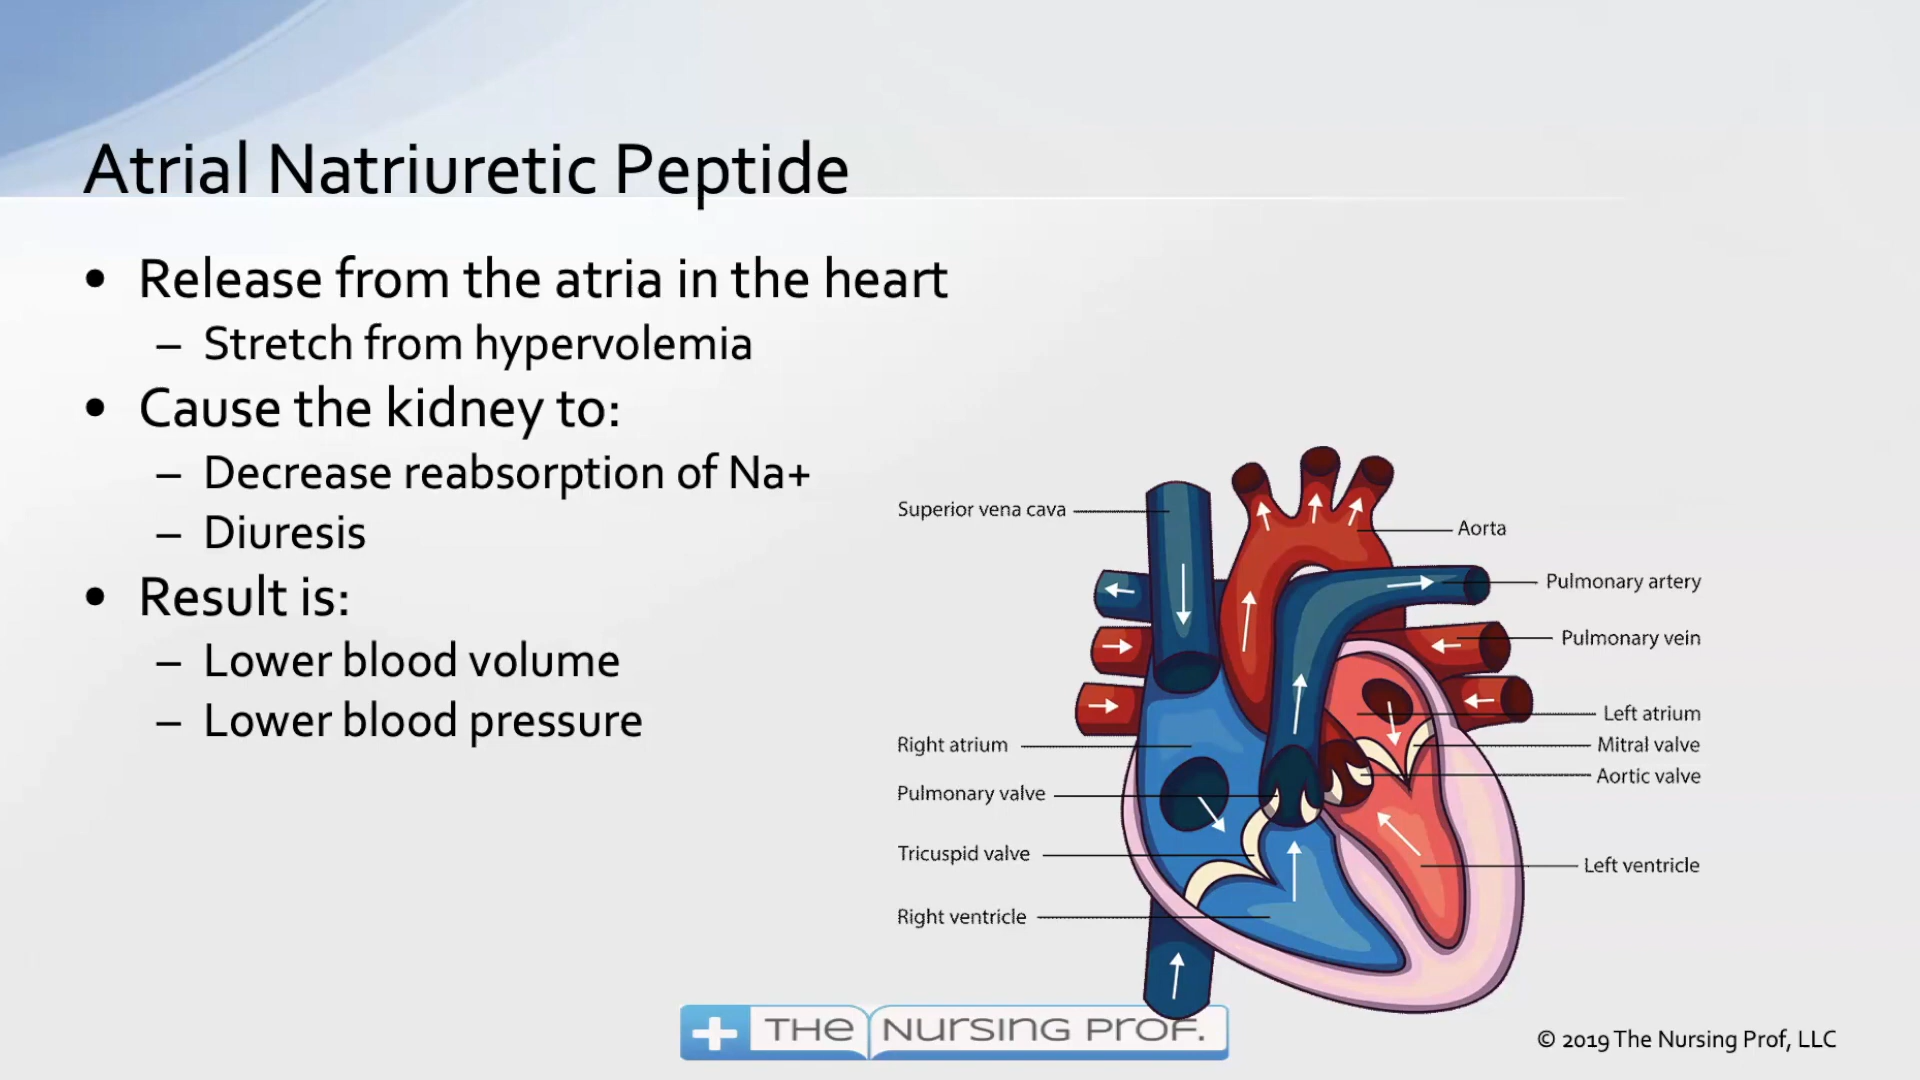 Atrial Natriuretic Peptide
• Release from the atria in the heart
– Stretch from hypervolemia
• Cause the kidney to:
– Decrease reabsorption of Na+
– Diuresis
• Result is:
– Lower blood volume
– Lower blood pressure
Superior vena cava
Aorta
Pulmonary artery
Pulmonary vein
Left atrium
Right atrium
Mitral valve
Aortic valve
Pulmonary valve
Tricuspid valve
Left ventricle
Right ventricle
THE NURSING PROF.
© 2019 The Nursing Prof, LLC